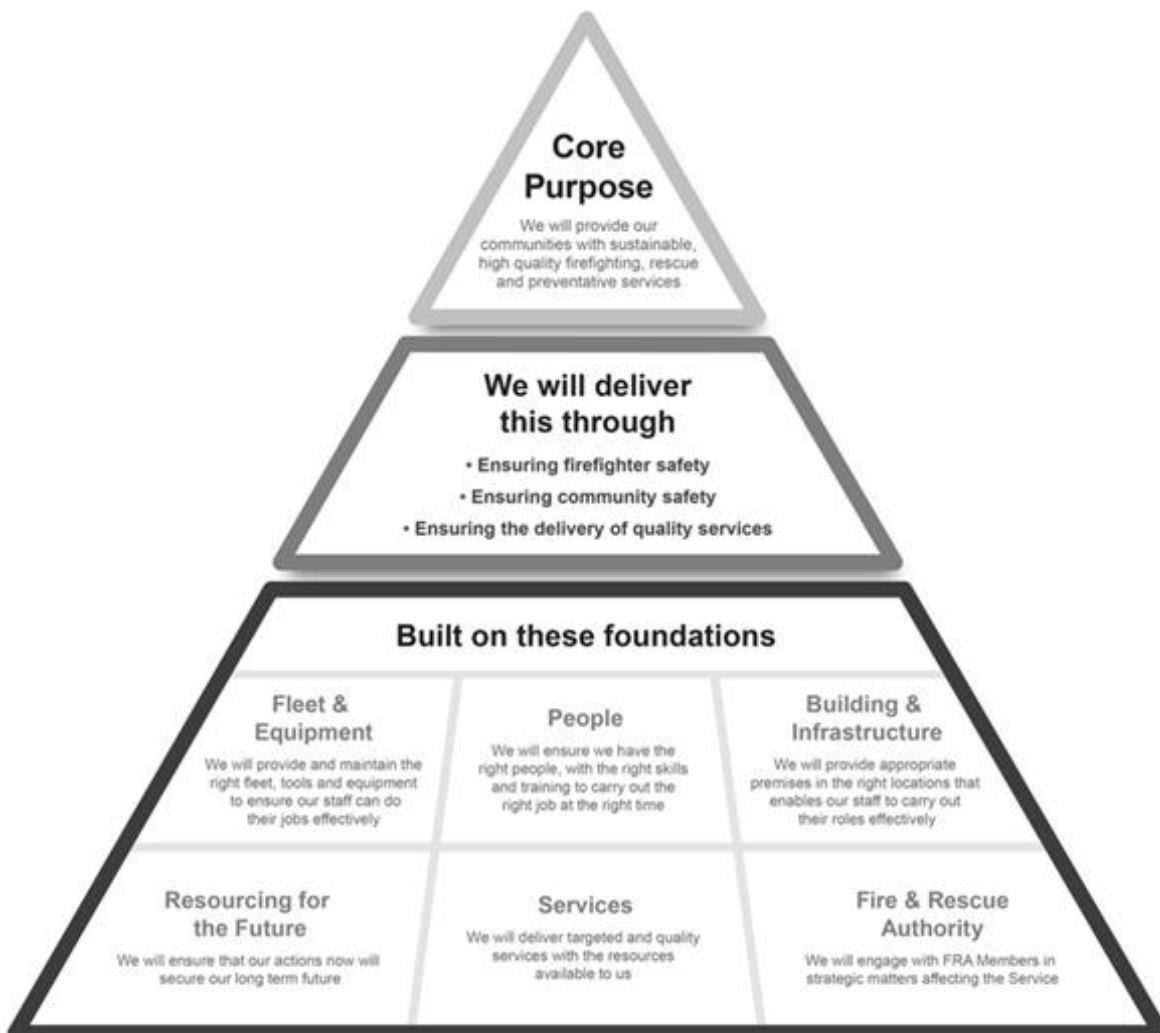 Core
Purpose
We will provide our
communities with sustainable,
high quality firefighting, rescue
and preventative services
We will deliver
this through
• Ensuring firefighter safety
• Ensuring community safety
• Ensuring the delivery of quality services
Built on these foundations
Fleet &
Equipment
We will provide and maintain the
right fleet, tools and equipment
to ensure our staff can do
their jobs effectively
People
We will ensure we have the
right people, with the right skills
and training to carry out the
right job at the right time
Building &
Infrastructure
We will provide appropriate
premises in the right locations that
enables our staff to carry out
their roles effectively
Resourcing for
the Future
We will ensure that our actions now will
secure our long term future
Services
We will deliver targeted and quality
services with the resources
available to us
Fire & Rescue
Authority
We will engage with FRA Members in
strategic matters affecting the Service